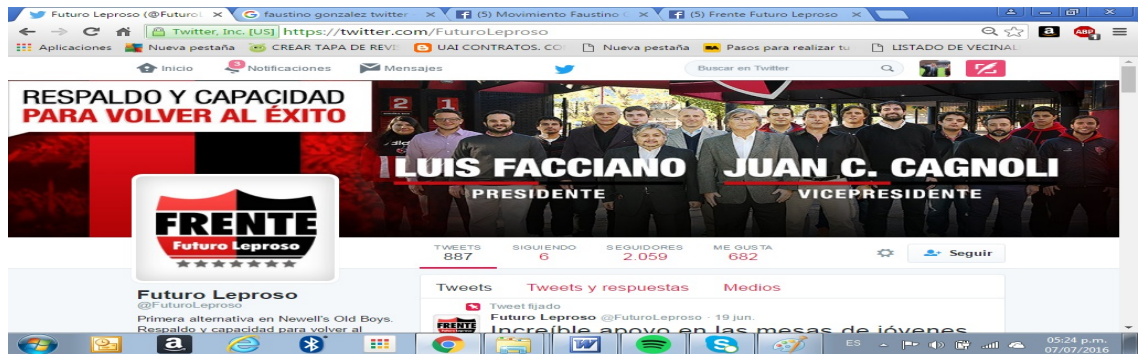 Futuro Leproso (@Futuro
faustino gonzalez twitter
(5) Movimiento Faustino
(5) Frente Futuro Leproso
Twitter, Inc. [US] https://twitter.com/FuturoLeproso
Aplicaciones
Nueva pestaña
CREAR TAPA DE REVI
UAI CONTRATOS. CO
Nueva pestaña
Pasos para realizar tu
LISTADO DE VECINAL
Inicio
3
Notificaciones
Mensajes
Buscar en Twitter
RESPALDO Y CAPACIDAD
PARA VOLVER AL ÉXITO
2 1
LUIS FACCIANO
PRESIDENTE
JUAN C. CAGNOLI
VICEPRESIDENTE
FRENTE
Futuro Leproso
TWEETS
887
SIGUIENDO
6
SEGUIDORES
2.059
ME GUSTA
682
Seguir
Futuro Leproso
@FuturoLeproso
Primera alternativa en Newell's Old Boys.
Respaldo y capacidad para volver al
Tweets
Tweets y respuestas
Medios
Tweet fijado
Futuro Leproso @FuturoLeproso · 19 jun.
FRENTE
Increíble apoyo en las mesas de jóvenes
ES
05:24 p.m.
07/07/2016